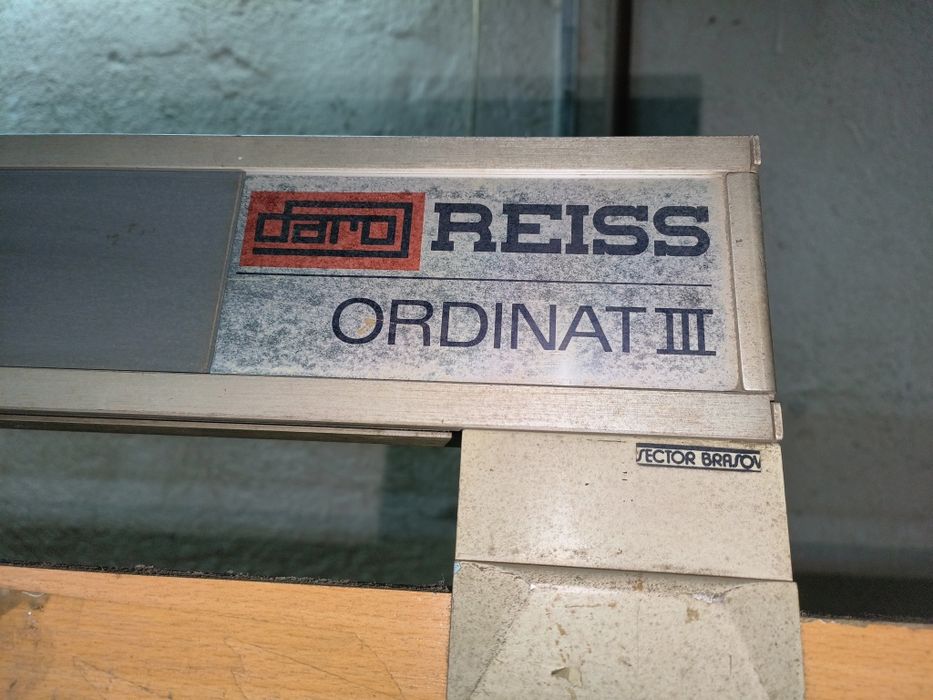 daro REISS
ORDINAT III
SECTOR BRASOV